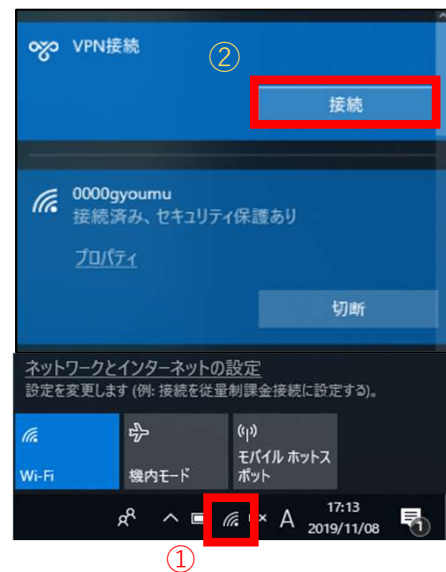 VPN接続
②
接続
0000gyoumu
接続済み、セキュリティ保護あり
プロパティ
切断
ネットワークとインターネットの設定
設定を変更します (例: 接続を従量制課金接続に設定する)。
Wi-Fi
機内モード
モバイル ホットス
ポット
A
17:13
2019/11/08
1
①